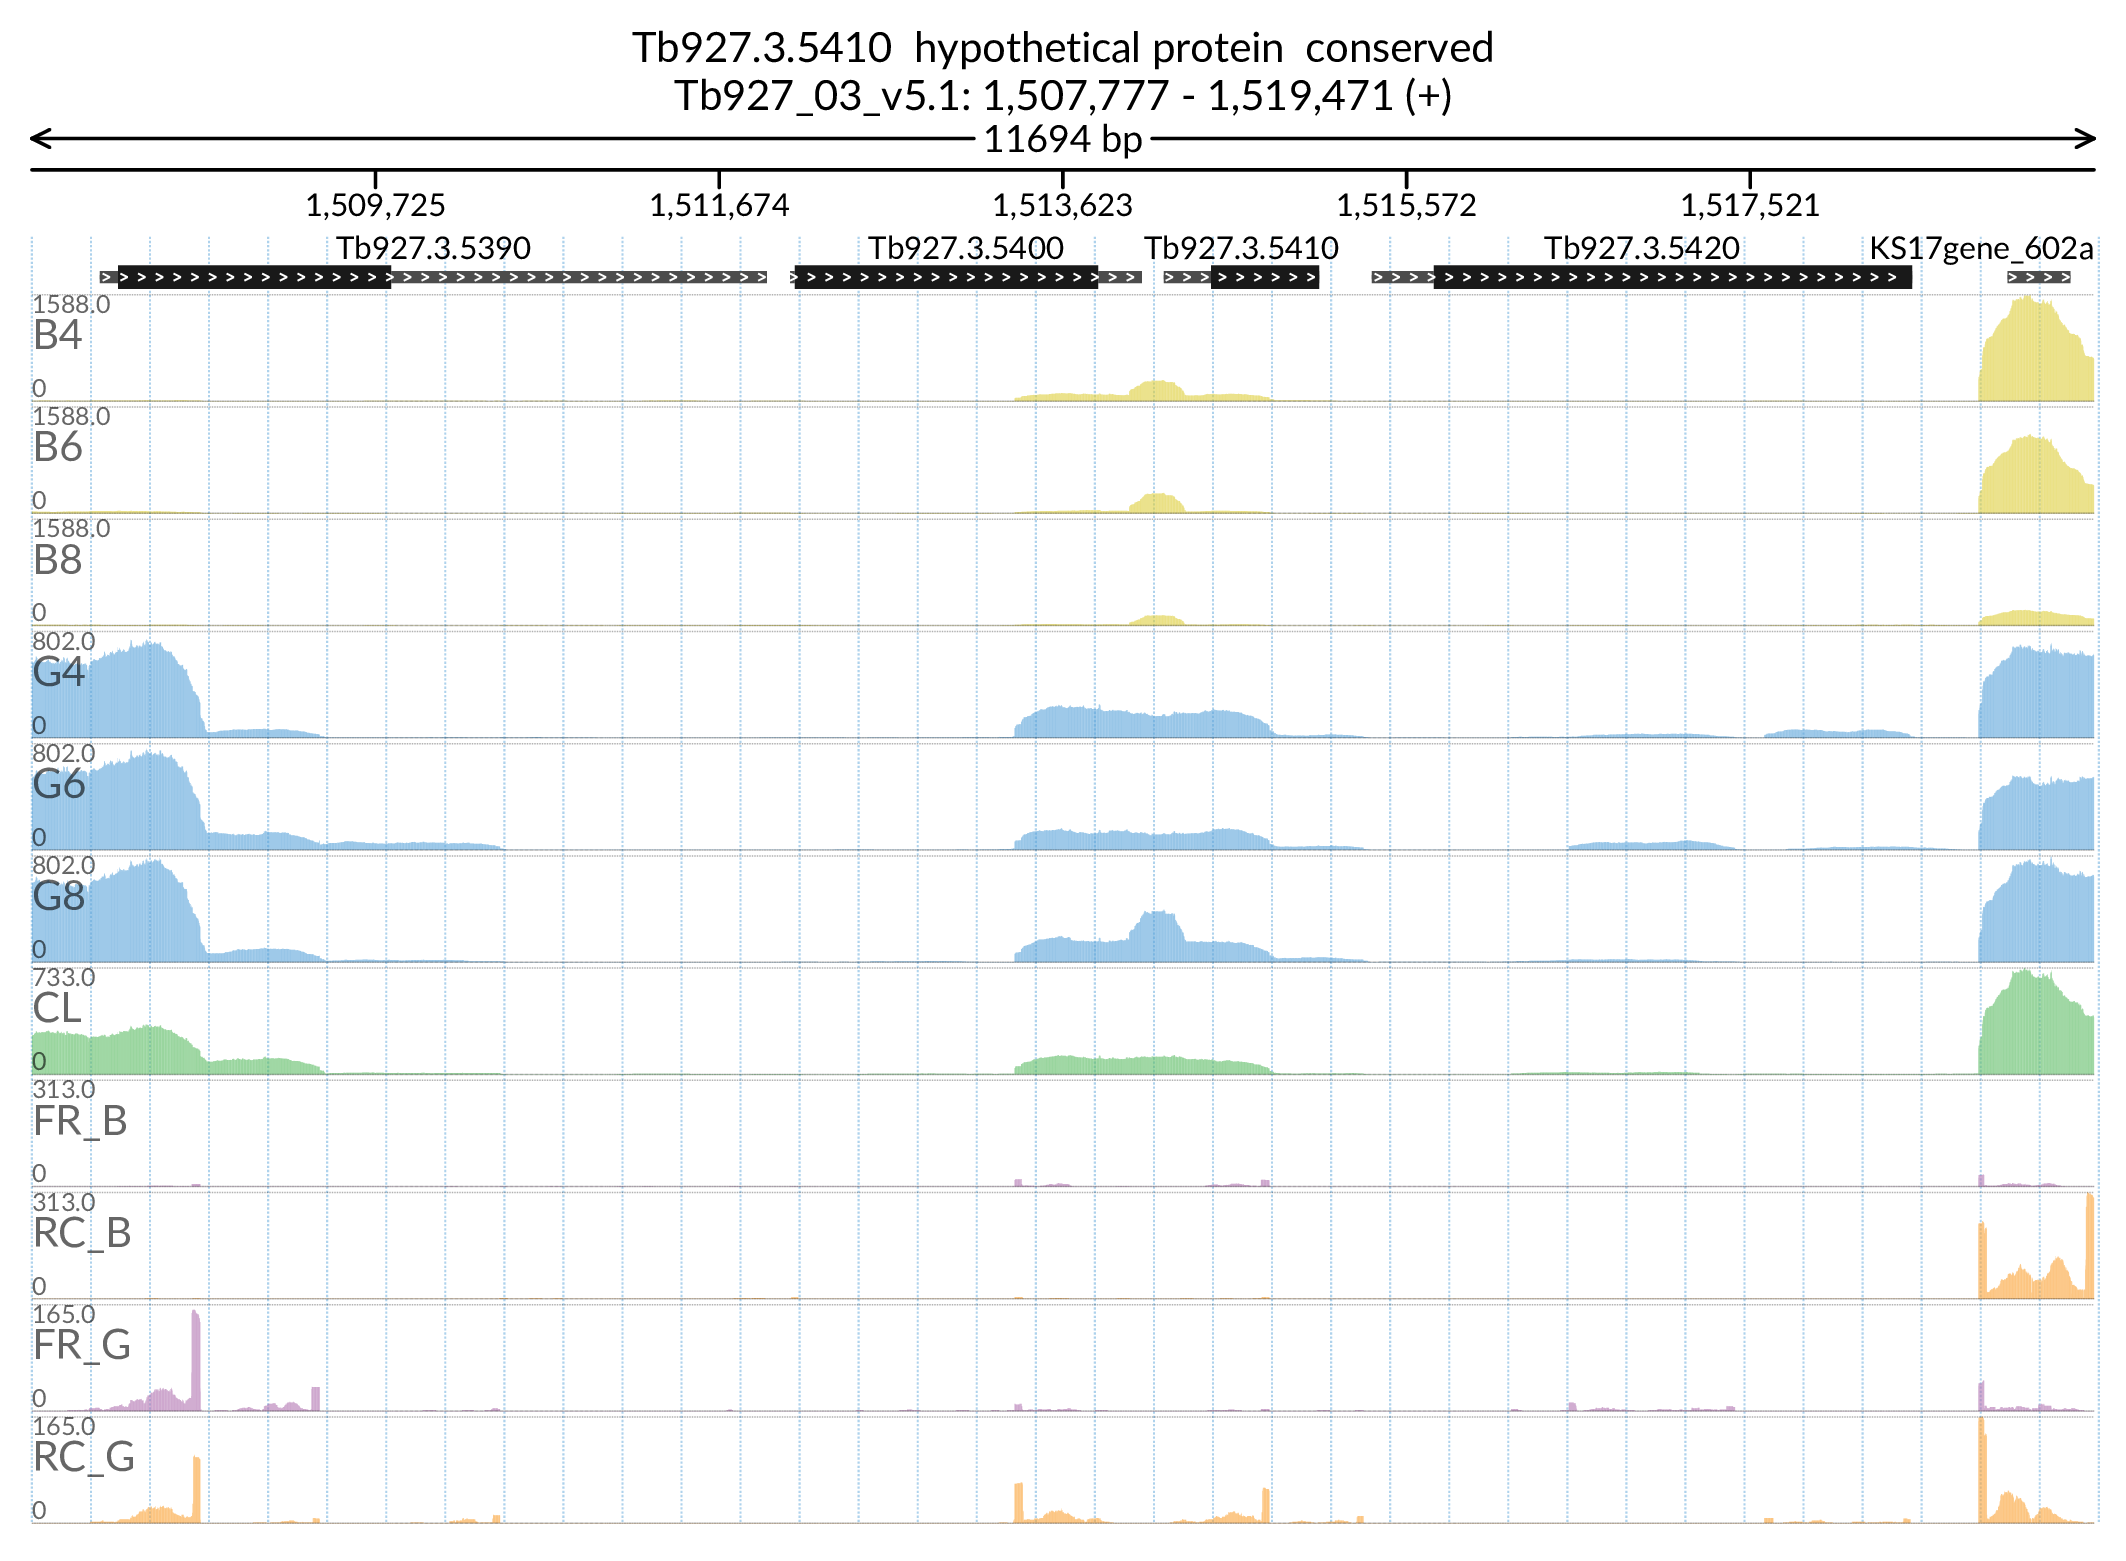 Tb927.3.5410 hypothetical protein conserved
Tb927_03_v5.1: 1,507,777 - 1,519,471 (+)
11694 bp
1,509,725 1,511,674 1,513,623 1,515,572 1,517,521
Tb927.3.5390 Tb927.3.5400 Tb927.3.5410 Tb927.3.5420 KS17gene_602a
1588.0
B4
0
1588.0
B6
0
1588.0
B8
0
802.0
G4
0
802.0
G6
0
802.0
G8
0
733.0
CL
0
313.0
FR_B
0
313.0
RC_B
0
165.0
FR_G
0
165.0
RC_G
0